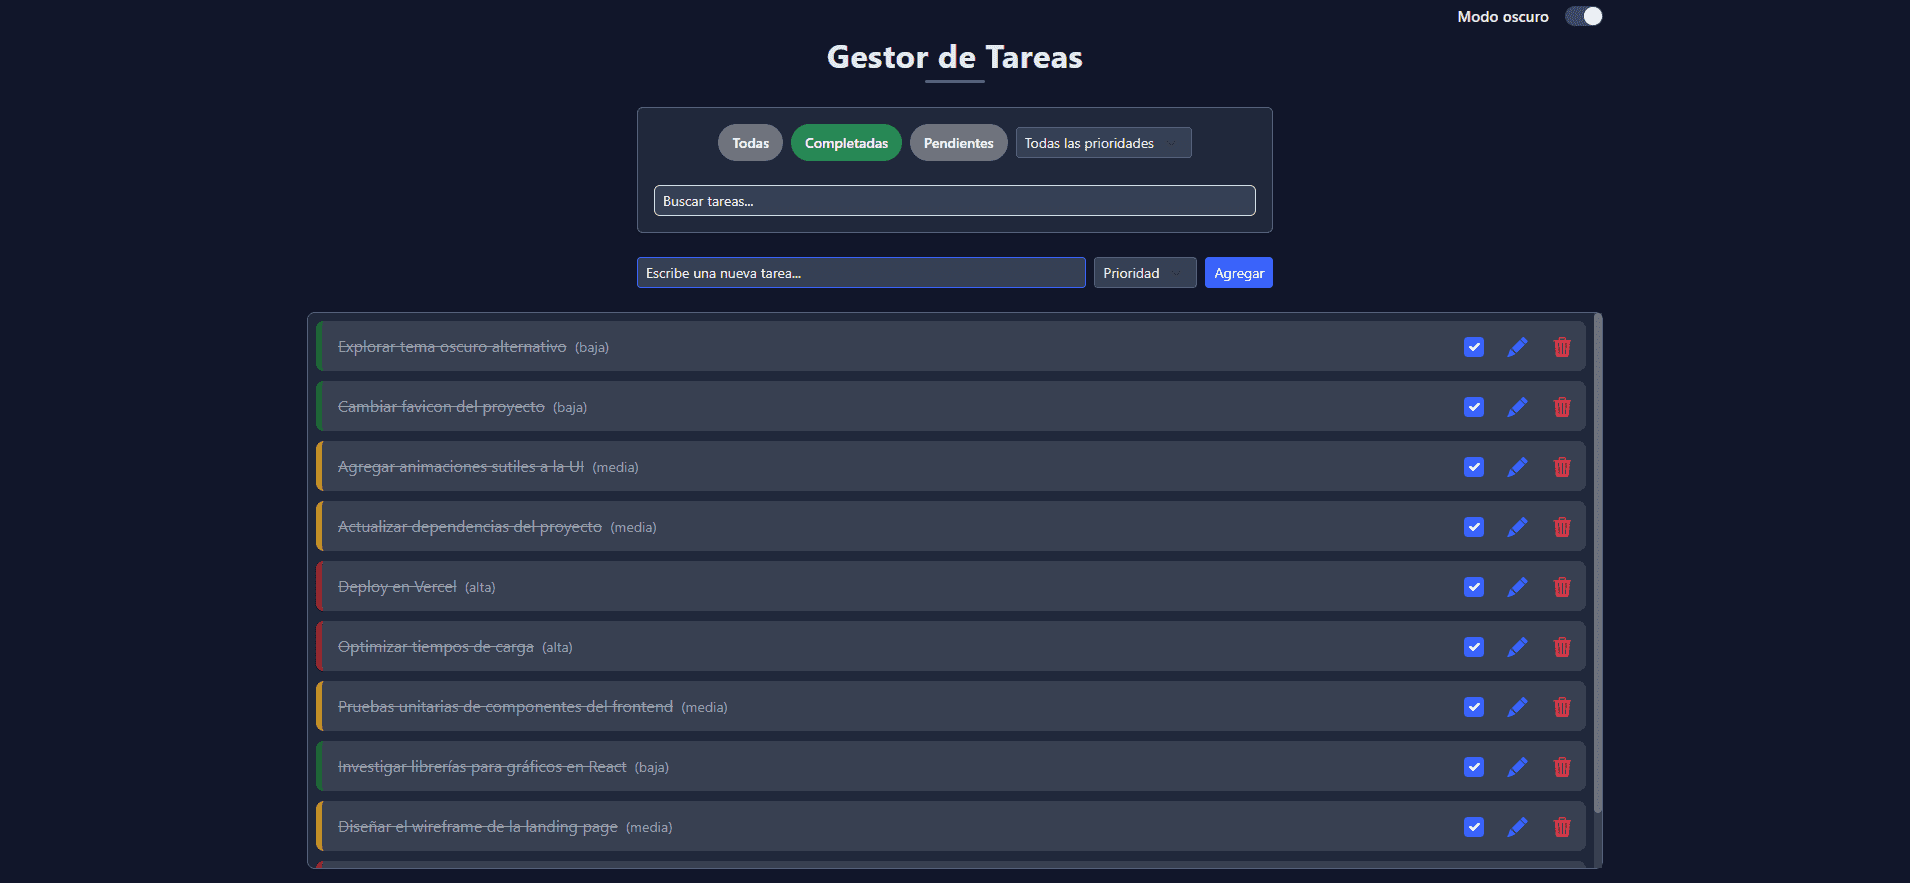 Modo oscuro
Gestor de Tareas
Todas Completadas Pendientes Todas las prioridades
Buscar tareas...
Escribe una nueva tarea... Prioridad Agregar
Explorar tema oscuro alternativo (baja)
Cambiar favicon del proyecto (baja)
Agregar animaciones sutiles a la UI (media)
Actualizar dependencias del proyecto (media)
Deploy en Vercel (alta)
Optimizar tiempos de carga (alta)
Pruebas unitarias de componentes del frontend (media)
Investigar librerías para gráficos en React (baja)
Diseñar el wireframe de la landing page (media)